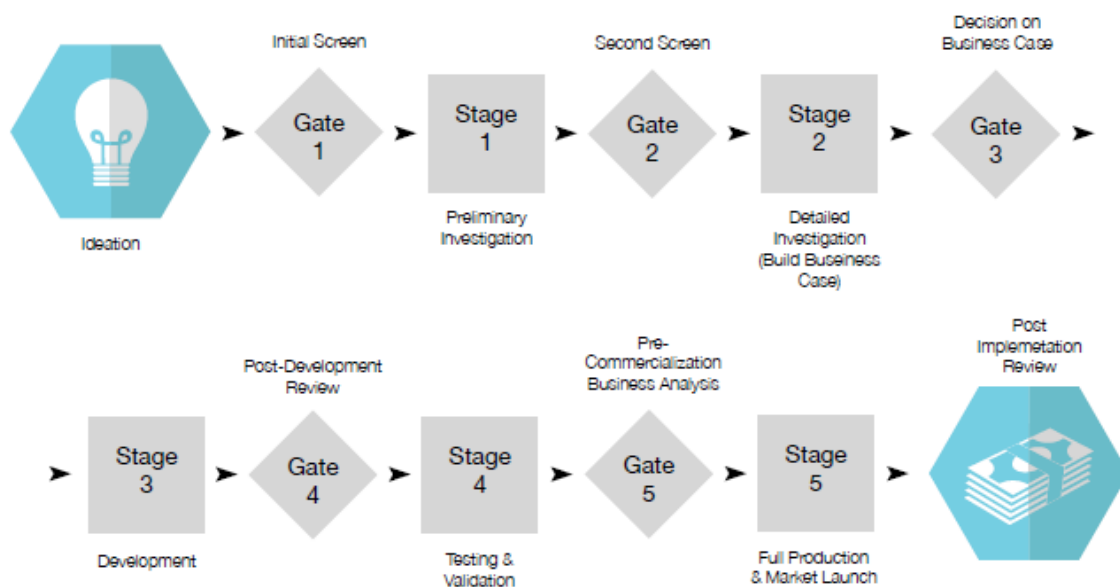 Initial Screen
Second Screen
Decision on
Business Case
Gate
1
Stage
1
Gate
2
Stage
2
Gate
3
Ideation
Preliminary
Investigation
Detailed
Investigation
(Build Buseiness
Case)
Post-Development
Review
Pre-
Commercialization
Business Analysis
Post
Implemetation
Review
Stage
3
Gate
4
Stage
4
Gate
5
Stage
5
Development
Testing &
Validation
Full Production
& Market Launch